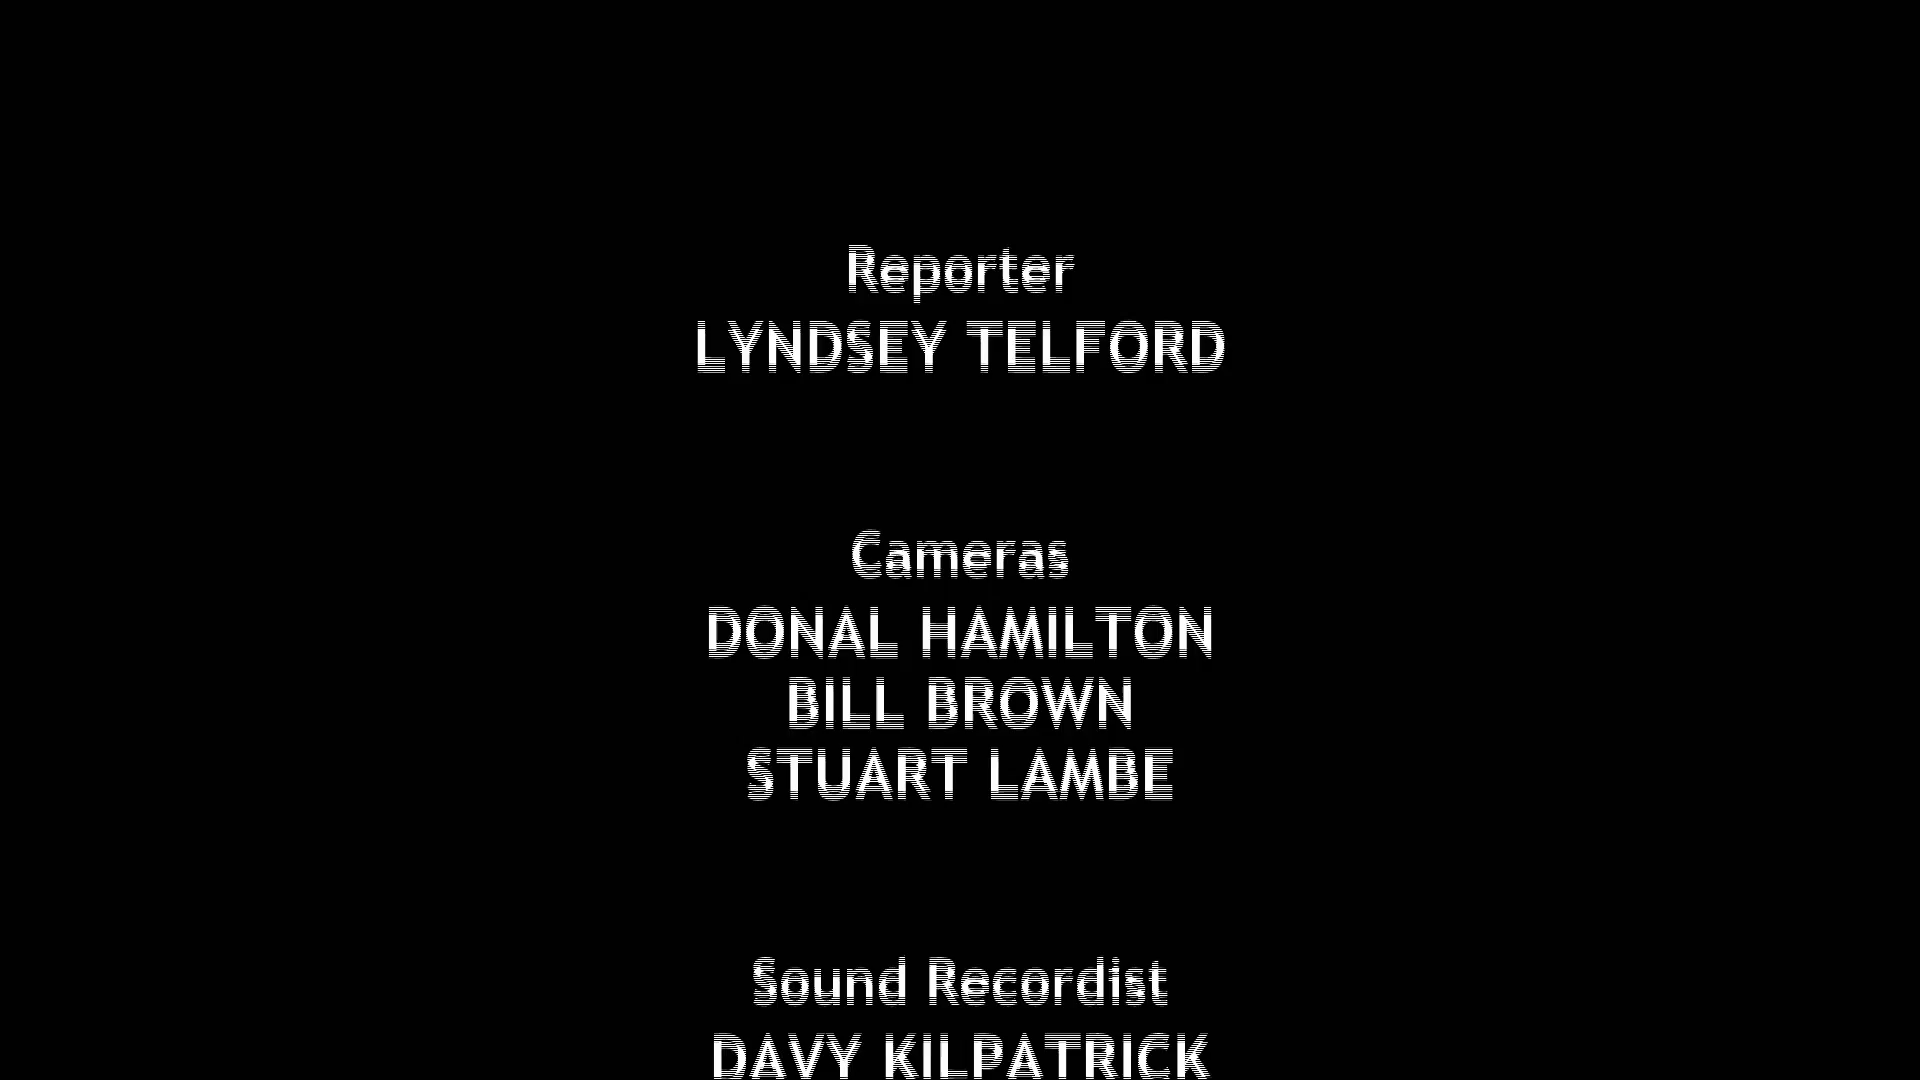 Reporter
LYNDSEY TELFORD
Cameras
DONAL HAMILTON
BILL BROWN
STUART LAMBE
Sound Recordist
DAVY KILPATRICK